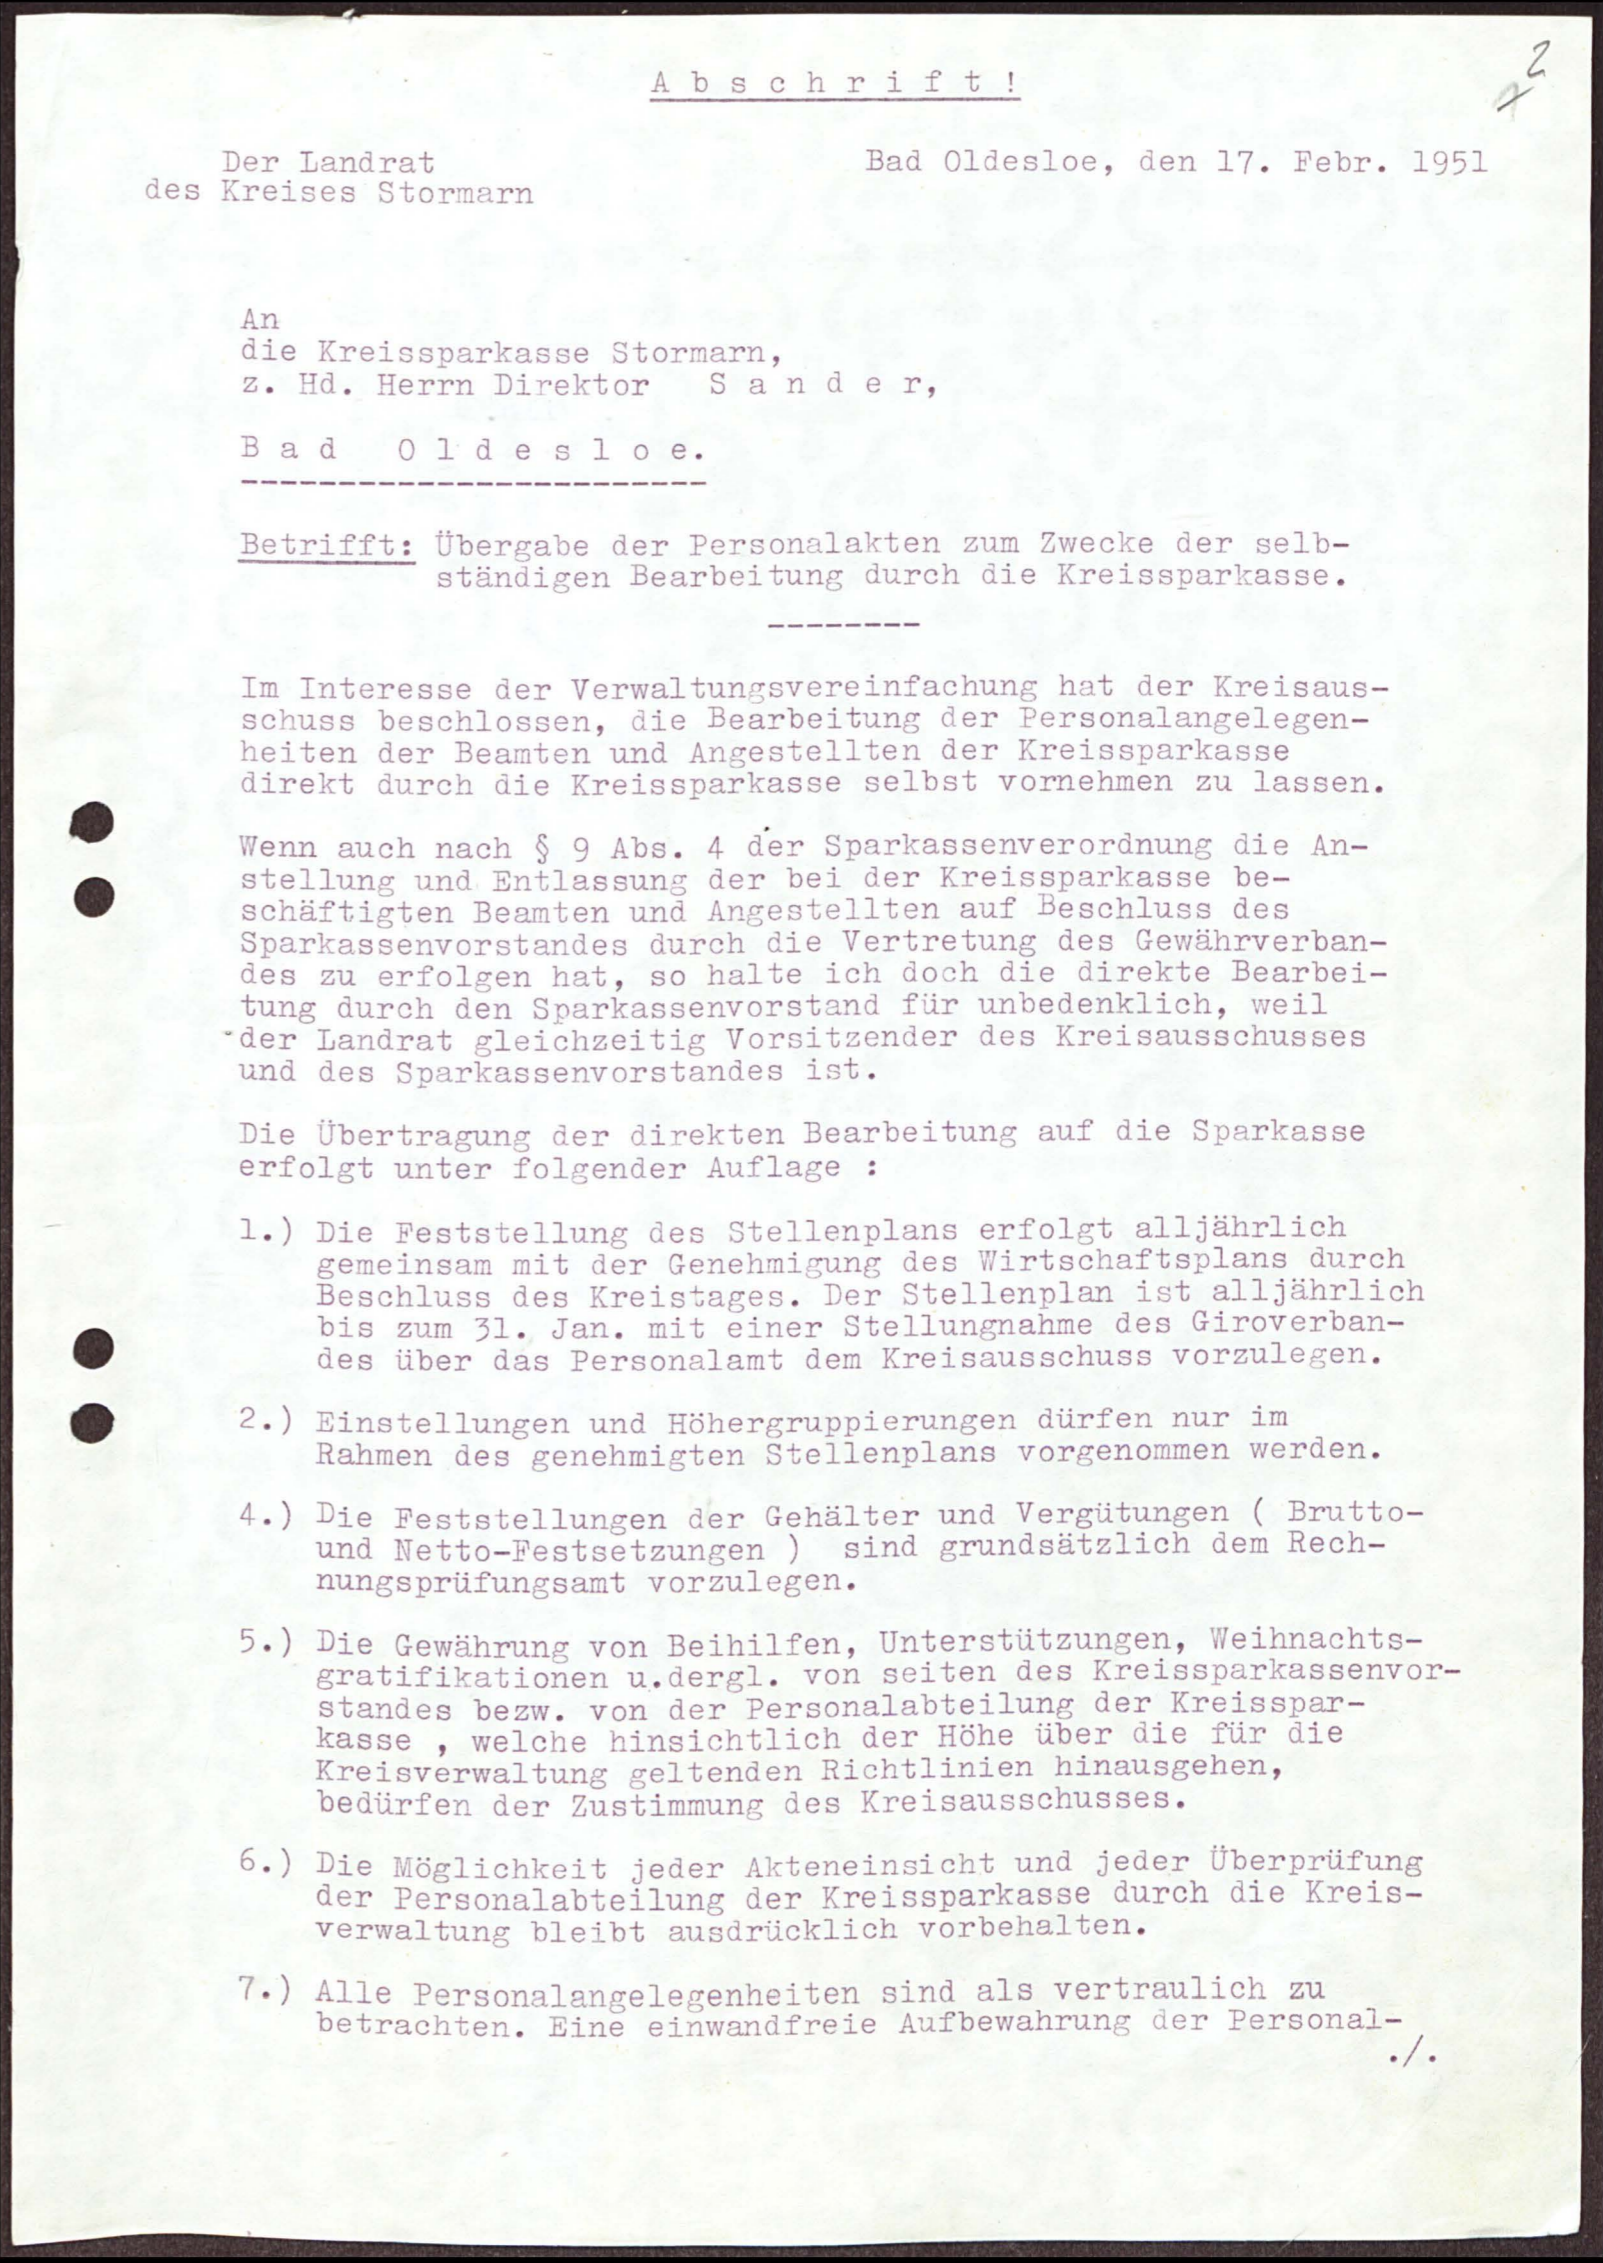 2
A b s c h r i f t !
Der Landrat
des Kreises Stormarn
Bad Oldesloe, den 17. Febr. 1951
An
die Kreissparkasse Stormarn,
z. Hd. Herrn Direktor S a n d e r,
B a d O l d e s l o e.
-------------------------
Betrifft: Übergabe der Personalakten zum Zwecke der selb-
ständigen Bearbeitung durch die Kreissparkasse.
--------
Im Interesse der Verwaltungsvereinfachung hat der Kreisaus-
schuss beschlossen, die Bearbeitung der Personalangelegen-
heiten der Beamten und Angestellten der Kreissparkasse
direkt durch die Kreissparkasse selbst vornehmen zu lassen.
Wenn auch nach § 9 Abs. 4 der Sparkassenverordnung die An-
stellung und Entlassung der bei der Kreissparkasse be-
schäftigten Beamten und Angestellten auf Beschluss des
Sparkassenvorstandes durch die Vertretung des Gewährverban-
des zu erfolgen hat, so halte ich doch die direkte Bearbei-
tung durch den Sparkassenvorstand für unbedenklich, weil
der Landrat gleichzeitig Vorsitzender des Kreisausschusses
und des Sparkassenvorstandes ist.
Die Übertragung der direkten Bearbeitung auf die Sparkasse
erfolgt unter folgender Auflage :
1.) Die Feststellung des Stellenplans erfolgt alljährlich
gemeinsam mit der Genehmigung des Wirtschaftsplans durch
Beschluss des Kreistages. Der Stellenplan ist alljährlich
bis zum 31. Jan. mit einer Stellungnahme des Giroverban-
des über das Personalamt dem Kreisausschuss vorzulegen.
2.) Einstellungen und Höhergruppierungen dürfen nur im
Rahmen des genehmigten Stellenplans vorgenommen werden.
4.) Die Feststellungen der Gehälter und Vergütungen ( Brutto-
und Netto-Festsetzungen ) sind grundsätzlich dem Rech-
nungsprüfungsamt vorzulegen.
5.) Die Gewährung von Beihilfen, Unterstützungen, Weihnachts-
gratifikationen u.dergl. von seiten des Kreissparkassenvor-
standes bezw. von der Personalabteilung der Kreisspar-
kasse , welche hinsichtlich der Höhe über die für die
Kreisverwaltung geltenden Richtlinien hinausgehen,
bedürfen der Zustimmung des Kreisausschusses.
6.) Die Möglichkeit jeder Akteneinsicht und jeder Überprüfung
der Personalabteilung der Kreissparkasse durch die Kreis-
verwaltung bleibt ausdrücklich vorbehalten.
7.) Alle Personalangelegenheiten sind als vertraulich zu
betrachten. Eine einwandfreie Aufbewahrung der Personal-
./.